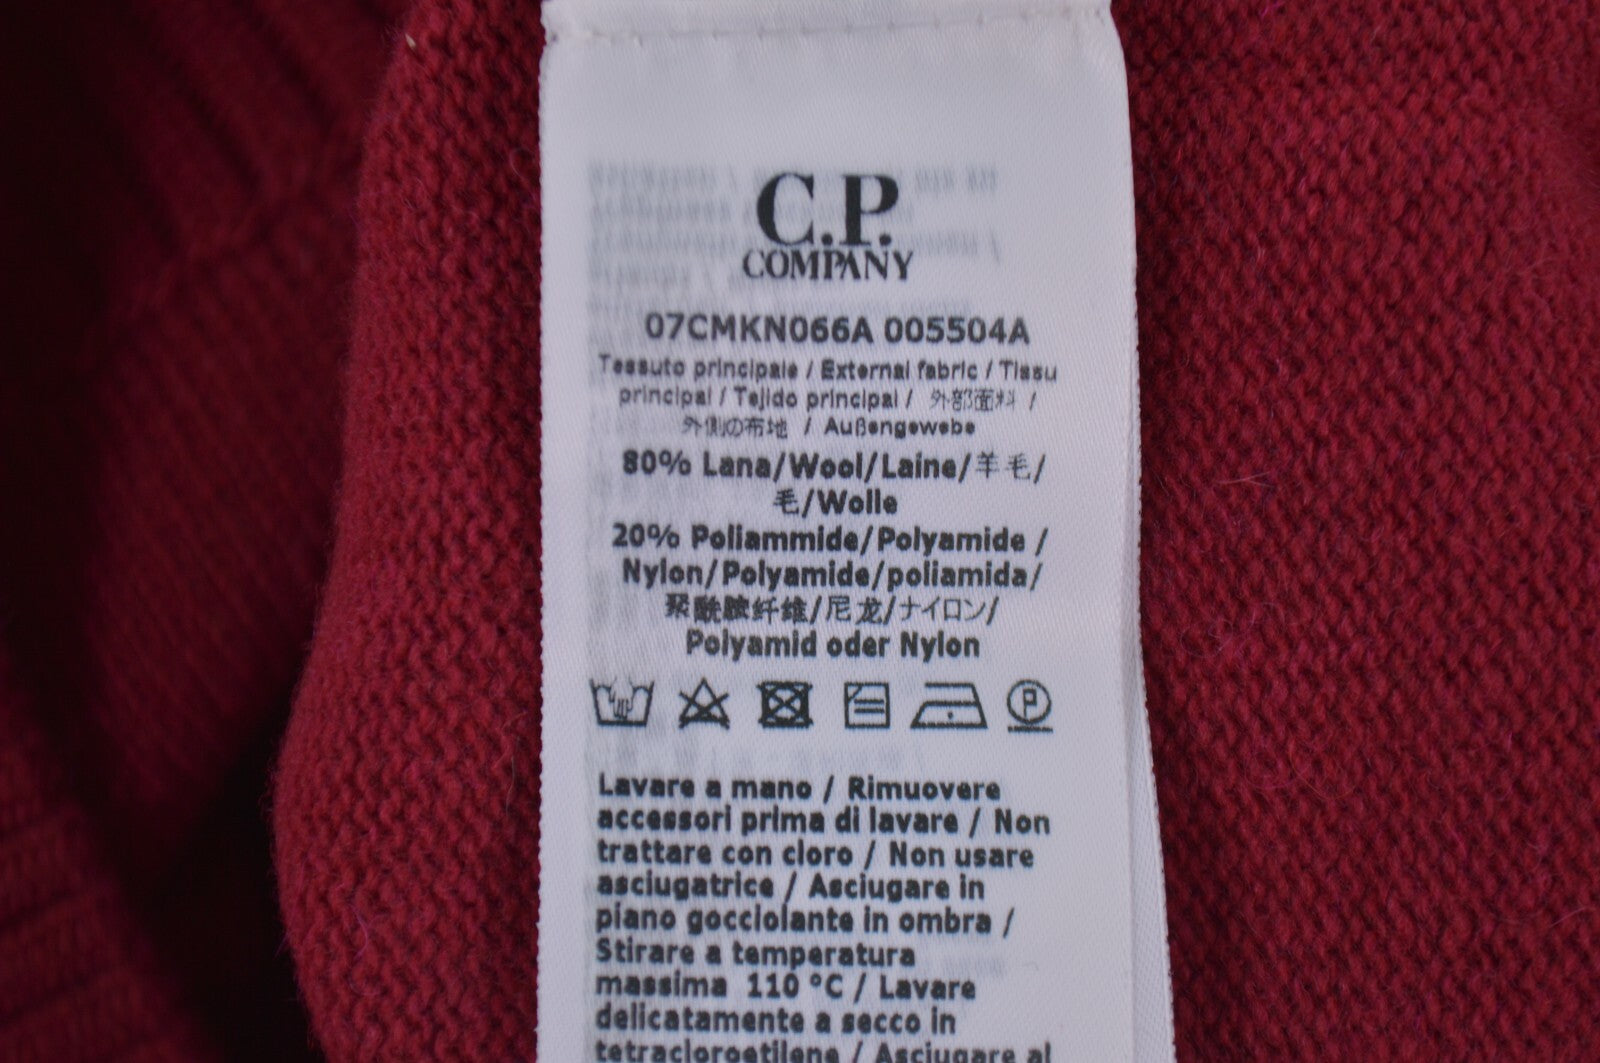 C.P.
COMPANY
07CMKN066A 005504A
Tessuto principale / External fabric / Tissu
principal / Tejido principal / 外部面料 /
外側の布地 / Außengewebe
80% Lana/Wool/Laine/羊毛/
毛/Wolle
20% Poliammide/Polyamide /
Nylon/Polyamide/poliamida/
聚酰胺纤维/尼龙/ナイロン/
Polyamid oder Nylon
P
Lavare a mano / Rimuovere
accessori prima di lavare / Non
trattare con cloro / Non usare
asciugatrice / Asciugare in
piano gocciolante in ombra /
Stirare a temperatura
massima 110 °C / Lavare
delicatamente a secco in
tetracloroetilene / Asciugare al